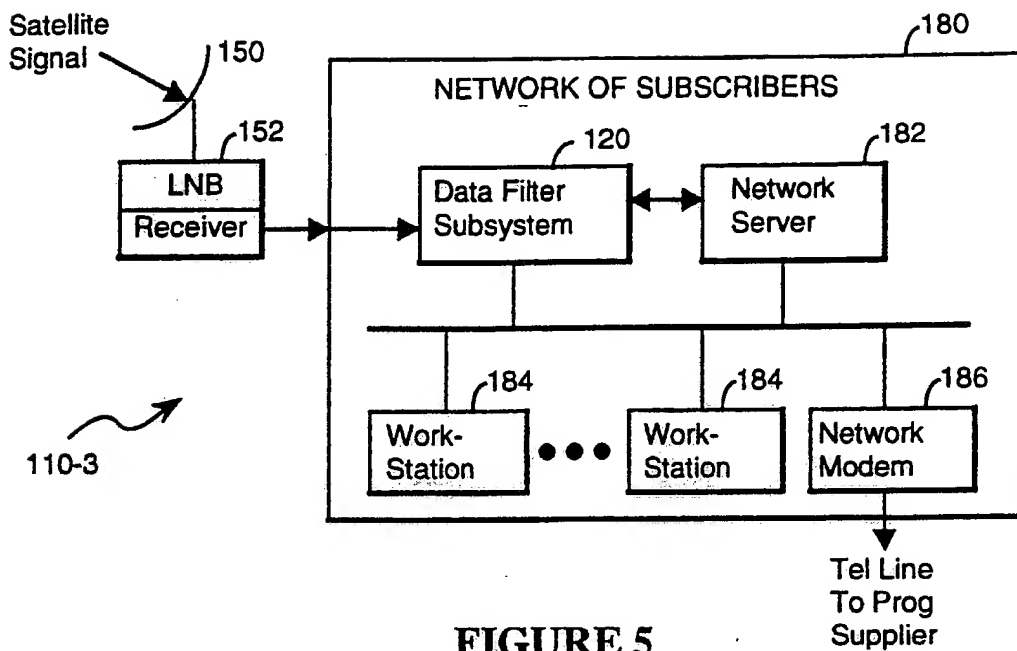 Satellite
Signal
150
180
NETWORK OF SUBSCRIBERS
152
LNB
Receiver
120
Data Filter
Subsystem
182
Network
Server
184
Work-
Station
184
Work-
Station
186
Network
Modem
110-3
Tel Line
To Prog
Supplier
FIGURE 5